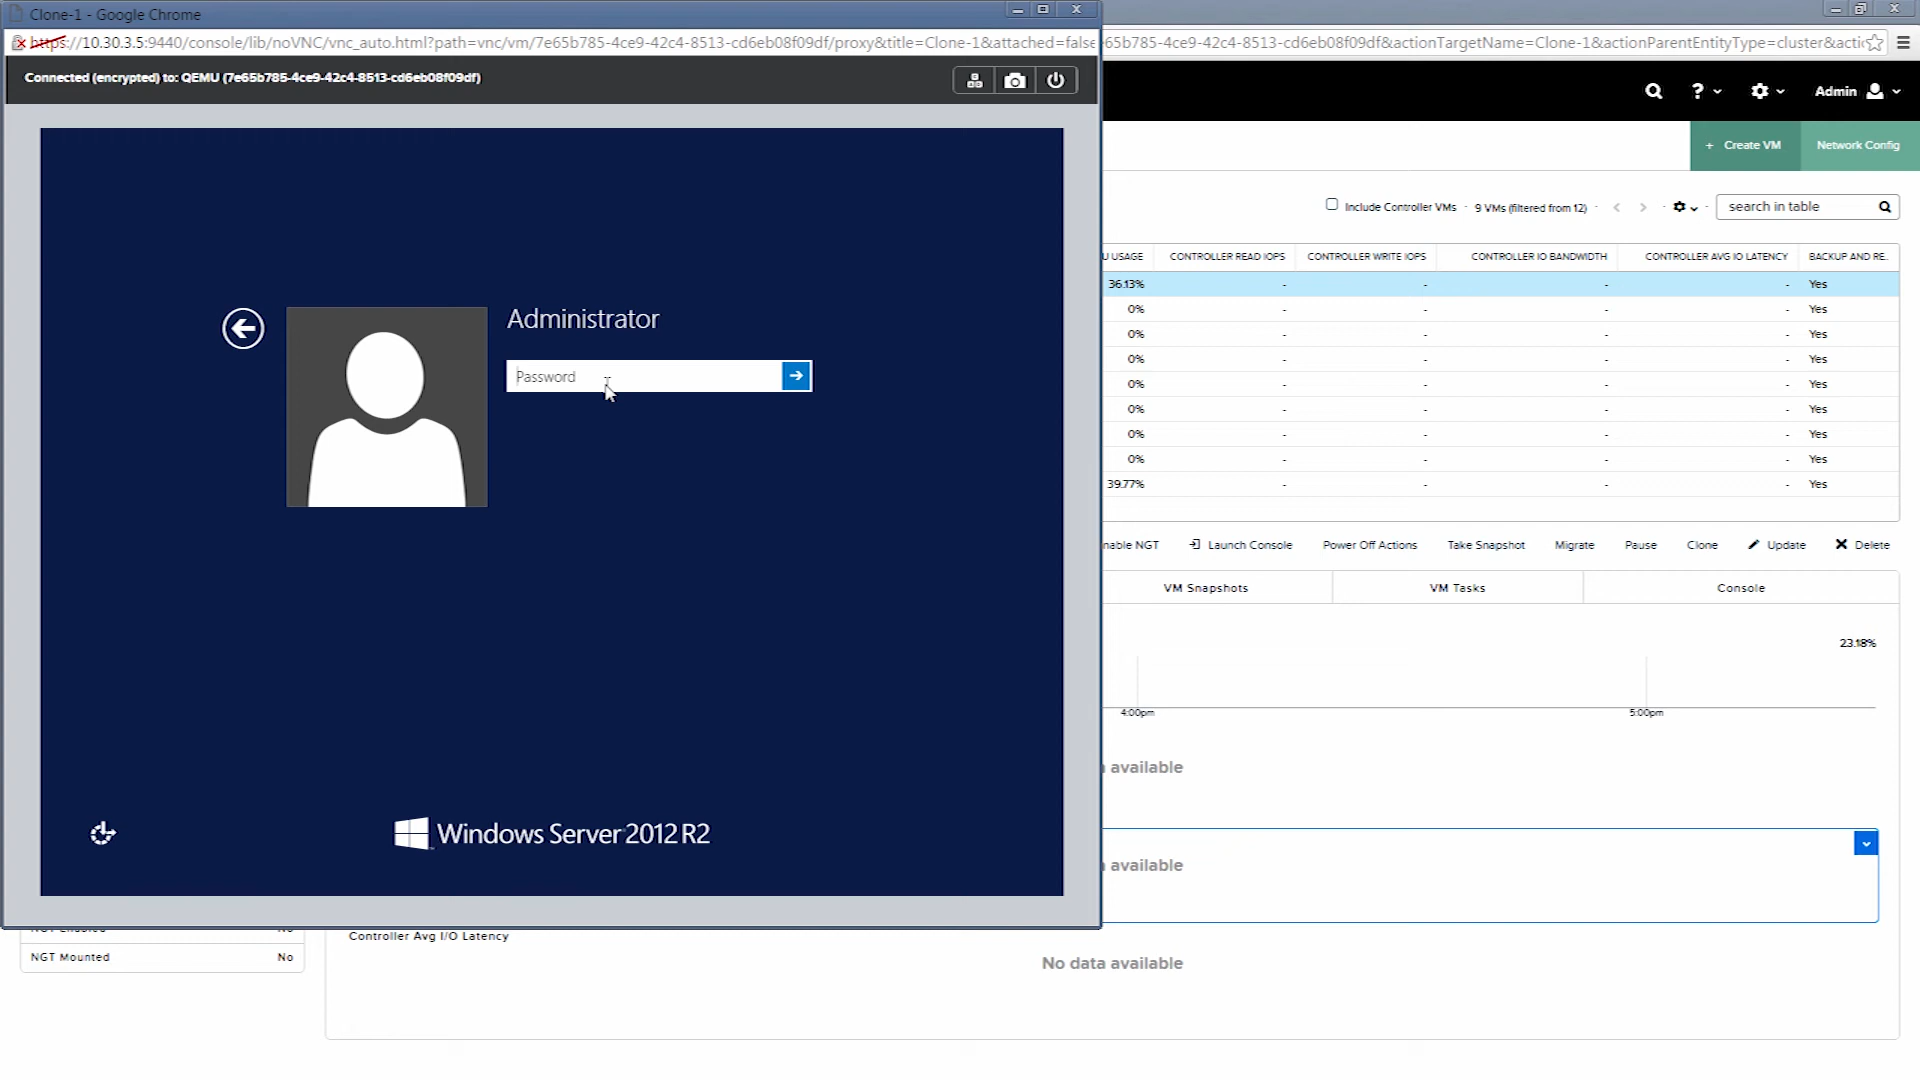 Clone-1 - Google Chrome
https://10.30.3.5:9440/console/lib/noVNC/vnc_auto.html?path=vnc/vm/7e65b785-4ce9-42c4-8513-cd6eb08f09df/proxy&title=Clone-1&attached=false
65b785-4ce9-42c4-8513-cd6eb08f09df&actionTargetName=Clone-1&actionParentEntityType=cluster&acti
Connected (encrypted) to: QEMU (7e65b785-4ce9-42c4-8513-cd6eb08f09df)
? Admin
+ Create VM Network Config
Include Controller VMs · 9 VMs (filtered from 12) · search in table
U USAGE CONTROLLER READ IOPS CONTROLLER WRITE IOPS CONTROLLER IO BANDWIDTH CONTROLLER AVG IO LATENCY BACKUP AND RE..
36.13% - - - - Yes
0% - - - - Yes
0% - - - - Yes
0% - - - - Yes
0% - - - - Yes
0% - - - - Yes
0% - - - - Yes
0% - - - - Yes
39.77% - - - - Yes
Administrator
Password
nable NGT Launch Console Power Off Actions Take Snapshot Migrate Pause Clone Update Delete
VM Snapshots VM Tasks Console
23.18%
4:00pm 5:00pm
available
available
Windows Server 2012 R2
NGT Enabled No
Controller Avg I/O Latency
NGT Mounted No
No data available